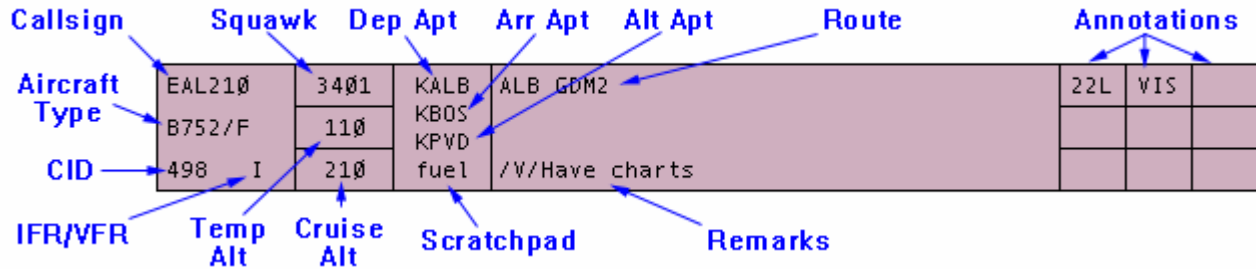 Callsign Squawk Dep Apt Arr Apt Alt Apt Route Annotations
EAL210 3401 KALB ALB GDM2 22L VIS
Aircraft Type
KBOS
B752/F 110
KPVD
CID
498 I 210 fuel /V/Have charts
IFR/VFR Temp Alt Cruise Alt Scratchpad Remarks